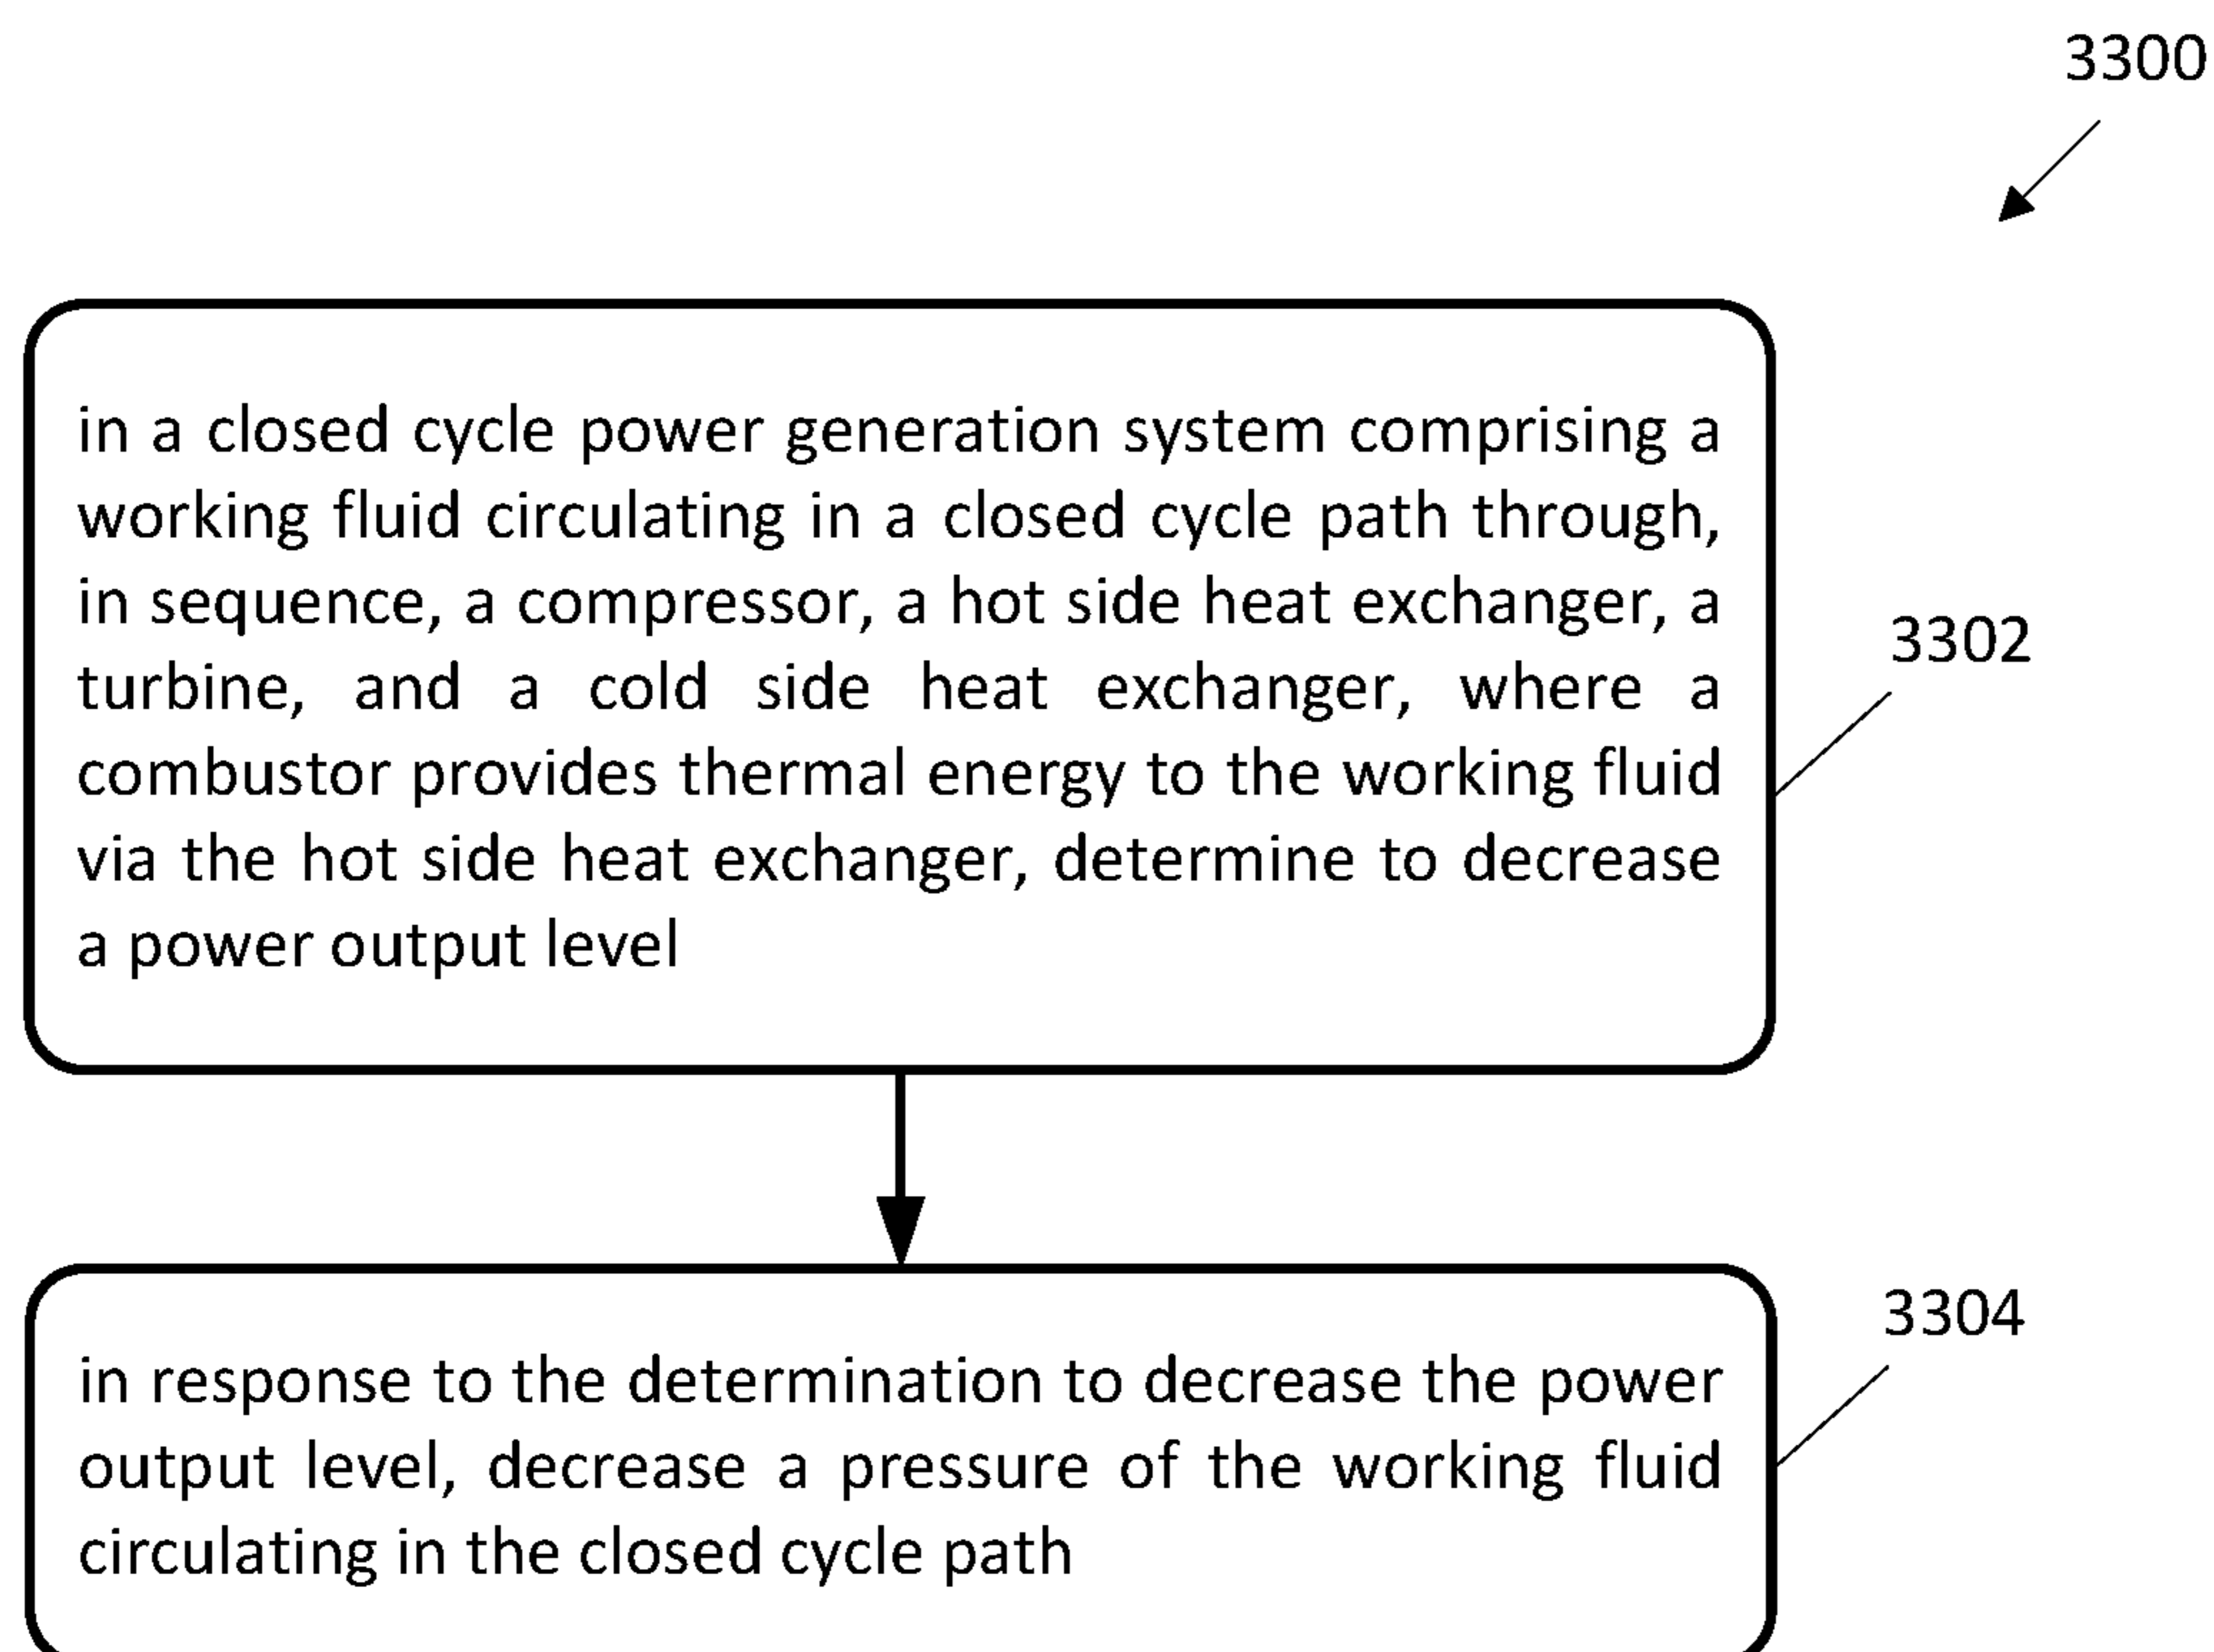 3300
in a closed cycle power generation system comprising a
working fluid circulating in a closed cycle path through,
in sequence, a compressor, a hot side heat exchanger, a
turbine, and a cold side heat exchanger, where a
combustor provides thermal energy to the working fluid
via the hot side heat exchanger, determine to decrease
a power output level
3302
in response to the determination to decrease the power
output level, decrease a pressure of the working fluid
circulating in the closed cycle path
3304